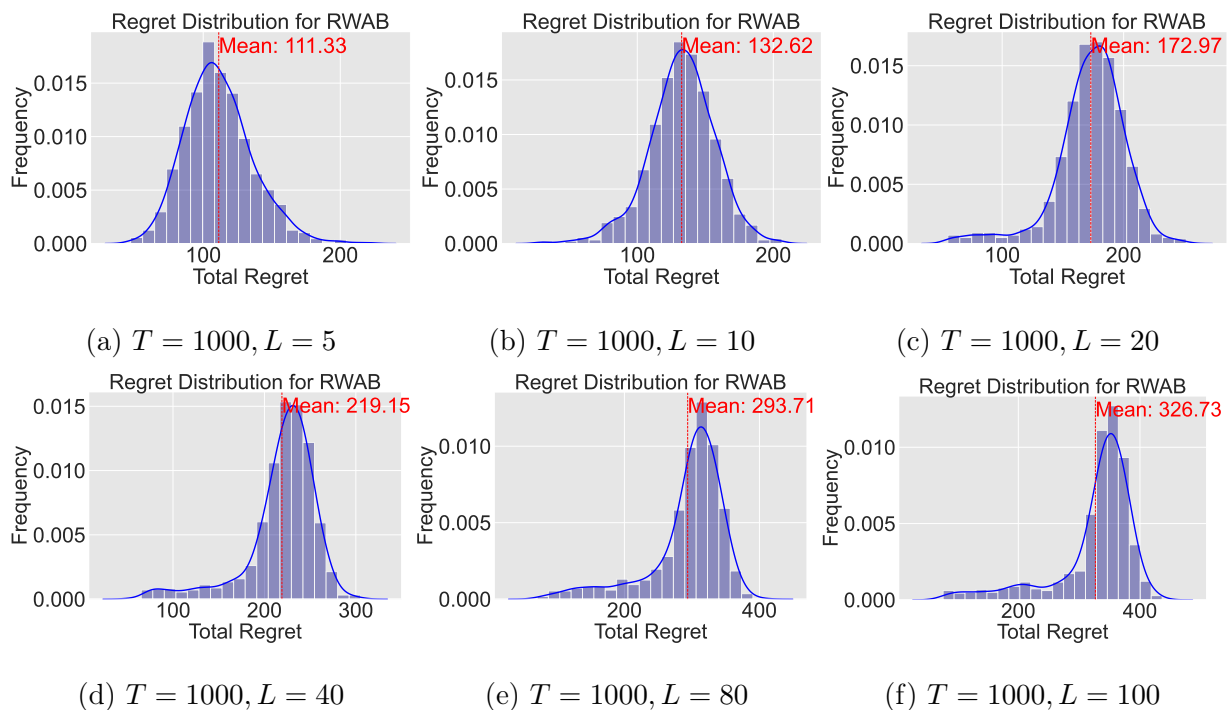 Regret Distribution for RWAB
Mean: 111.33
Frequency
0.015
0.010
0.005
0.000
100
200
Total Regret
(a) T = 1000, L = 5
Regret Distribution for RWAB
Mean: 132.62
Frequency
0.015
0.010
0.005
0.000
100
200
Total Regret
(b) T = 1000, L = 10
Regret Distribution for RWAB
Mean: 172.97
Frequency
0.015
0.010
0.005
0.000
100
200
Total Regret
(c) T = 1000, L = 20
Regret Distribution for RWAB
Mean: 219.15
Frequency
0.015
0.010
0.005
0.000
100
200
300
Total Regret
(d) T = 1000, L = 40
Regret Distribution for RWAB
Mean: 293.71
Frequency
0.010
0.005
0.000
200
400
Total Regret
(e) T = 1000, L = 80
Regret Distribution for RWAB
Mean: 326.73
Frequency
0.010
0.005
0.000
200
400
Total Regret
(f) T = 1000, L = 100